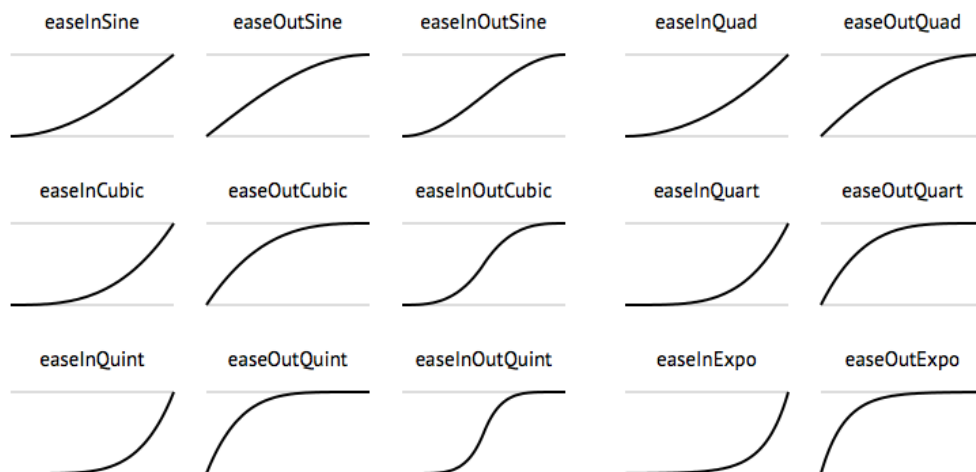 easeInSine easeOutSine easeInOutSine easeInQuad easeOutQuad
easeInCubic easeOutCubic easeInOutCubic easeInQuart easeOutQuart
easeInQuint easeOutQuint easeInOutQuint easeInExpo easeOutExpo